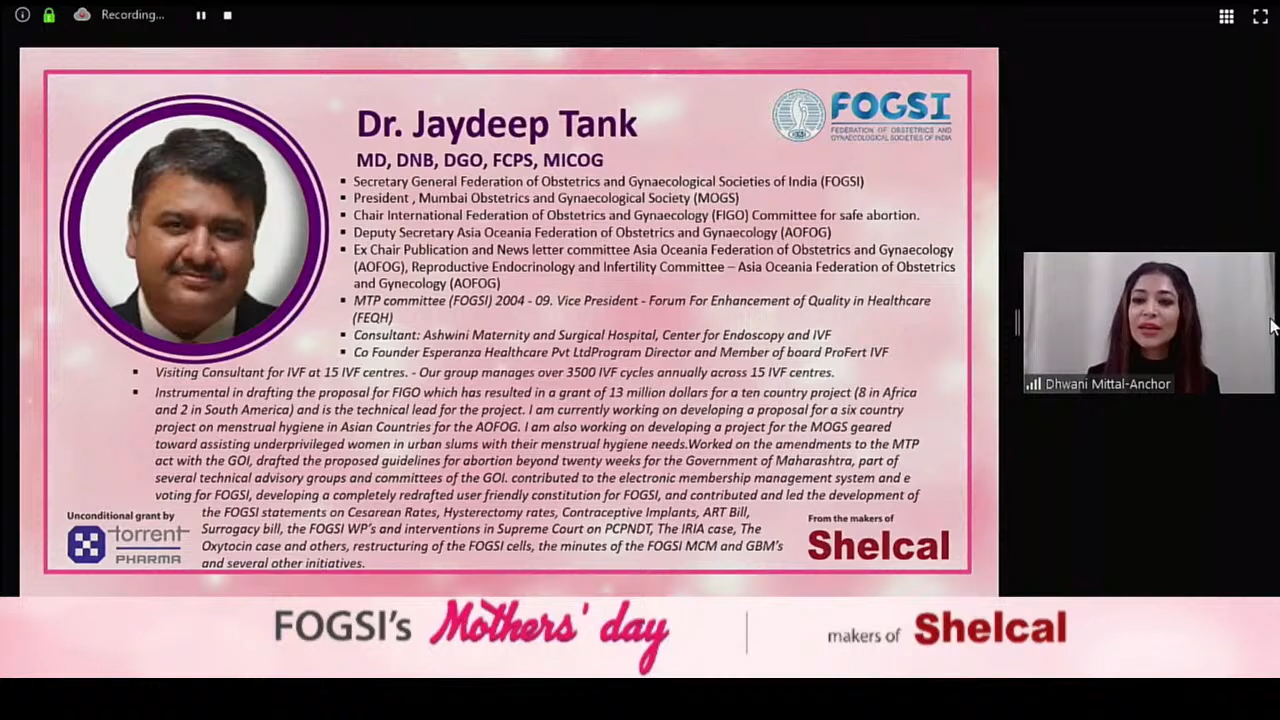 Recording...
Dr. Jaydeep Tank
FOGSI
FEDERATION OF OBSTETRICS AND
GYNAECOLOGICAL SOCIETIES OF INDIA
MD, DNB, DGO, FCPS, MICOG
▪ Secretary General Federation of Obstetrics and Gynaecological Societies of India (FOGSI)
▪ President , Mumbai Obstetrics and Gynaecological Society (MOGS)
▪ Chair International Federation of Obstetrics and Gynaecology (FIGO) Committee for safe abortion.
▪ Deputy Secretary Asia Oceania Federation of Obstetrics and Gynaecology (AOFOG)
▪ Ex Chair Publication and News letter committee Asia Oceania Federation of Obstetrics and Gynaecology
(AOFOG), Reproductive Endocrinology and Infertility Committee – Asia Oceania Federation of Obstetrics
and Gynecology (AOFOG)
▪ MTP committee (FOGSI) 2004 - 09. Vice President - Forum For Enhancement of Quality in Healthcare
(FEQH)
▪ Consultant: Ashwini Maternity and Surgical Hospital, Center for Endoscopy and IVF
▪ Co Founder Esperanza Healthcare Pvt LtdProgram Director and Member of board ProFert IVF
▪ Visiting Consultant for IVF at 15 IVF centres. - Our group manages over 3500 IVF cycles annually across 15 IVF centres.
▪ Instrumental in drafting the proposal for FIGO which has resulted in a grant of 13 million dollars for a ten country project (8 in Africa
and 2 in South America) and is the technical lead for the project. I am currently working on developing a proposal for a six country
project on menstrual hygiene in Asian Countries for the AOFOG. I am also working on developing a project for the MOGS geared
toward assisting underprivileged women in urban slums with their menstrual hygiene needs.Worked on the amendments to the MTP
act with the GOI, drafted the proposed guidelines for abortion beyond twenty weeks for the Government of Maharashtra, part of
several technical advisory groups and committees of the GOI. contributed to the electronic membership management system and e
voting for FOGSI, developing a completely redrafted user friendly constitution for FOGSI, and contributed and led the development of
the FOGSI statements on Cesarean Rates, Hysterectomy rates, Contraceptive Implants, ART Bill,
Surrogacy bill, the FOGSI WP's and interventions in Supreme Court on PCPNDT, The IRIA case, The
Oxytocin case and others, restructuring of the FOGSI cells, the minutes of the FOGSI MCM and GBM's
and several other initiatives.
Unconditional grant by
torrent
PHARMA
From the makers of
Shelcal
Dhwani Mittal-Anchor
FOGSI's Mothers' day
makers of Shelcal